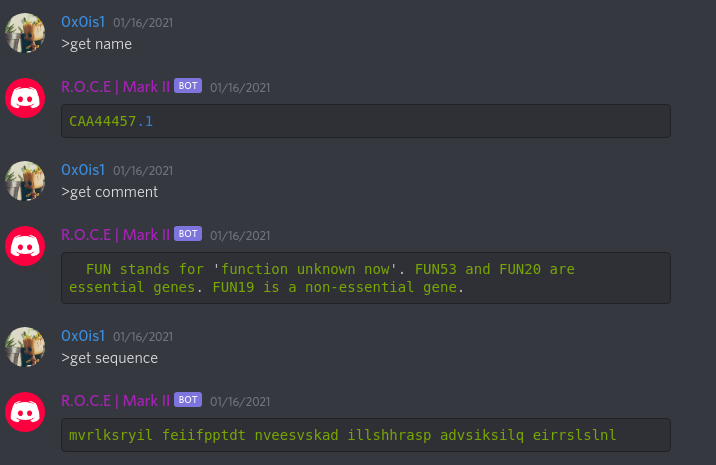 0x0is1 01/16/2021
>get name
R.O.C.E | Mark II BOT 01/16/2021
CAA44457.1
0x0is1 01/16/2021
>get comment
R.O.C.E | Mark II BOT 01/16/2021
FUN stands for 'function unknown now'. FUN53 and FUN20 are
essential genes. FUN19 is a non-essential gene.
0x0is1 01/16/2021
>get sequence
R.O.C.E | Mark II BOT 01/16/2021
mvrlksryil feiifpptdt nveesvskad illshhrasp advsiksilq eirrslslnl